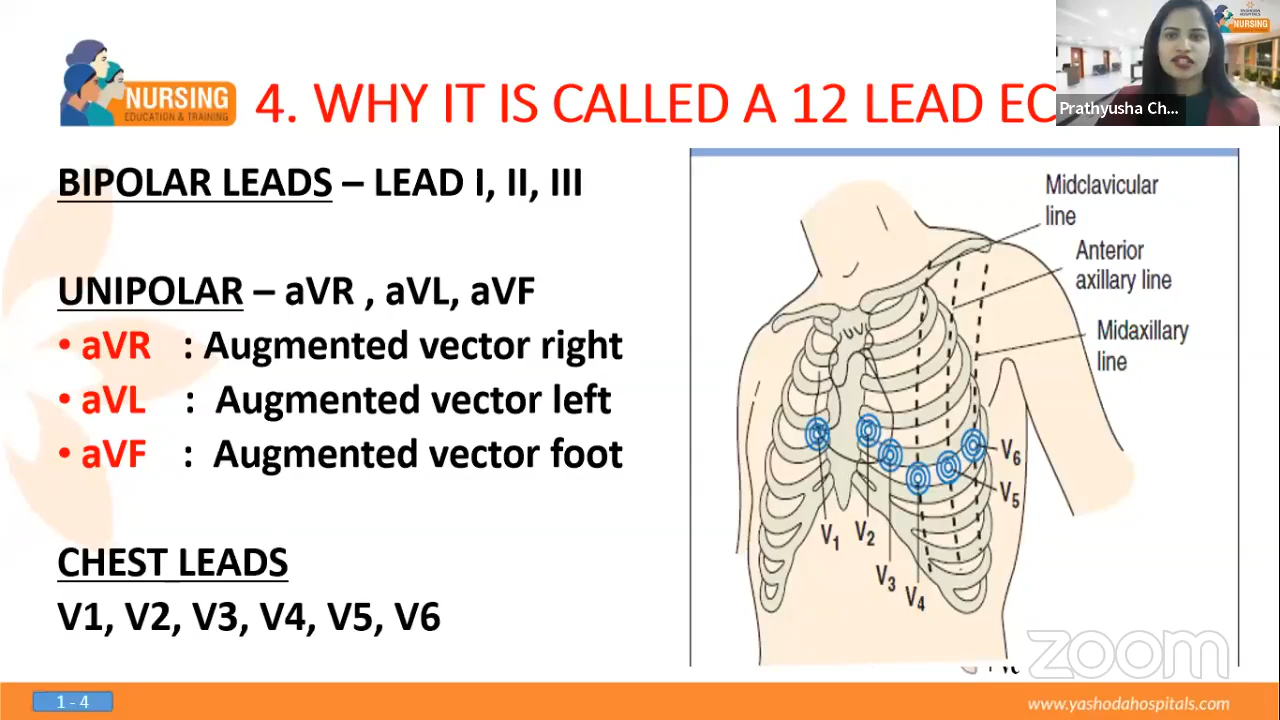 NURSING
EDUCATION & TRAINING
4. WHY IT IS CALLED A 12 LEAD EC
YASHODA
HOSPITALS
NURSING
Prathyusha Ch...
BIPOLAR LEADS – LEAD I, II, III
UNIPOLAR – aVR , aVL, aVF
• aVR : Augmented vector right
• aVL : Augmented vector left
• aVF : Augmented vector foot
CHEST LEADS
V1, V2, V3, V4, V5, V6
Midclavicular
line
Anterior
axillary line
Midaxillary
line
V6
V5
V1
V2
V3
V4
zoom
1 - 4
www.yashodahospitals.com